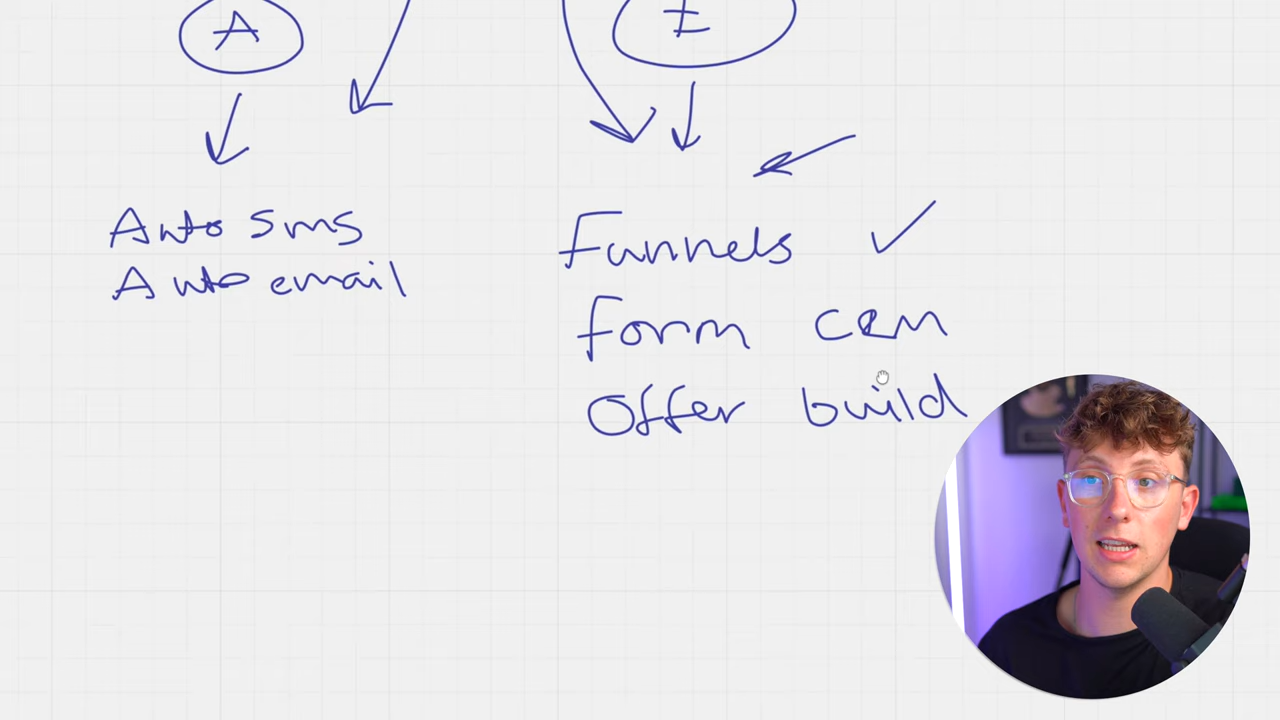 A
E
Auto sms
Auto email
Funnels
Form CRM
Offer build